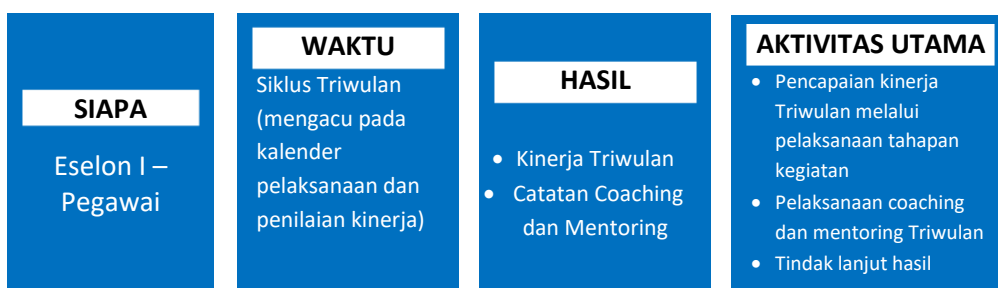 SIAPA
Eselon I –
Pegawai
WAKTU
Siklus Triwulan
(mengacu pada
kalender
pelaksanaan dan
penilaian kinerja)
HASIL
• Kinerja Triwulan
• Catatan Coaching
dan Mentoring
AKTIVITAS UTAMA
• Pencapaian kinerja
Triwulan melalui
pelaksanaan tahapan
kegiatan
• Pelaksanaan coaching
dan mentoring Triwulan
• Tindak lanjut hasil